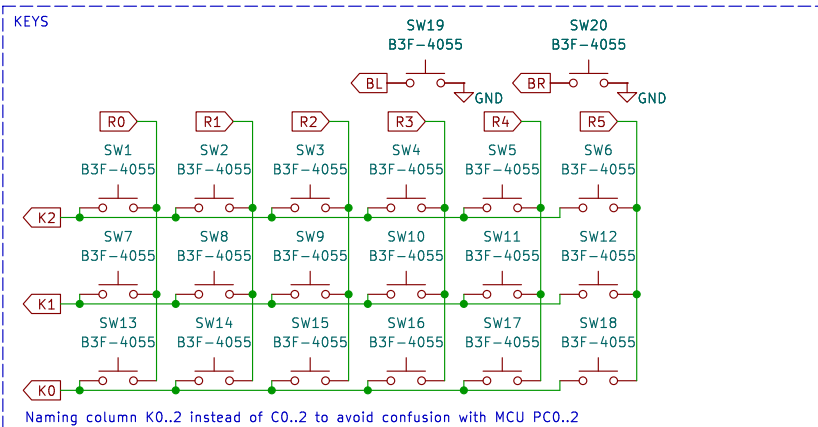 KEYS
SW19 SW20
B3F-4055 B3F-4055
BL GND BR GND
R0 R1 R2 R3 R4 R5
SW1 SW2 SW3 SW4 SW5 SW6
B3F-4055 B3F-4055 B3F-4055 B3F-4055 B3F-4055 B3F-4055
K2
SW7 SW8 SW9 SW10 SW11 SW12
B3F-4055 B3F-4055 B3F-4055 B3F-4055 B3F-4055 B3F-4055
K1
SW13 SW14 SW15 SW16 SW17 SW18
B3F-4055 B3F-4055 B3F-4055 B3F-4055 B3F-4055 B3F-4055
K0
Naming column K0..2 instead of C0..2 to avoid confusion with MCU PC0..2